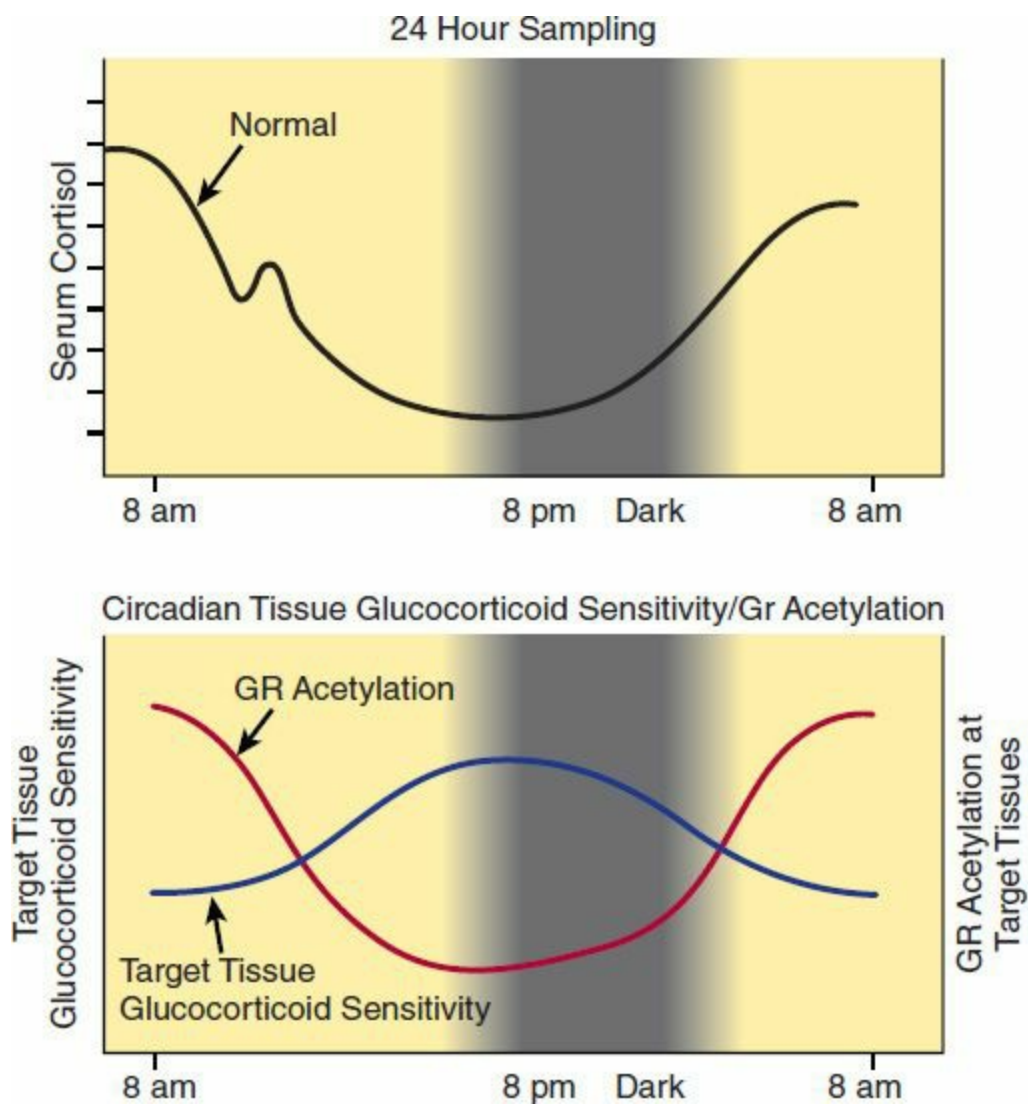 24 Hour Sampling
Normal
Serum Cortisol
8 am
8 pm
Dark
8 am
Circadian Tissue Glucocorticoid Sensitivity/Gr Acetylation
GR Acetylation
Target Tissue
Glucocorticoid Sensitivity
GR Acetylation at
Target Tissues
Target Tissue
Glucocorticoid Sensitivity
8 am
8 pm
Dark
8 am